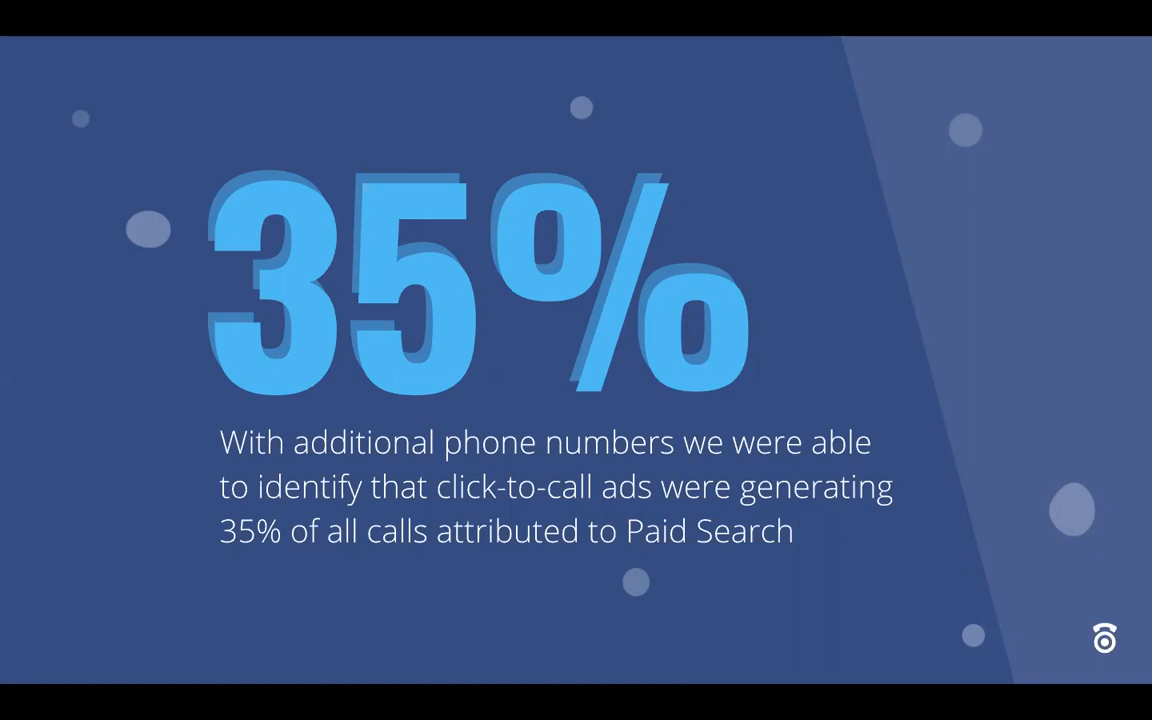 35%
With additional phone numbers we were able
to identify that click-to-call ads were generating
35% of all calls attributed to Paid Search